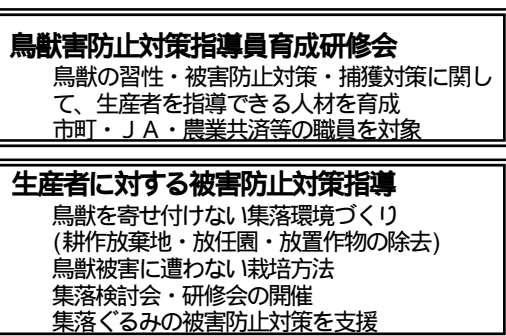 鳥獣害防止対策指導員育成研修会
鳥獣の習性・被害防止対策・捕獲対策に関し
て、生産者を指導できる人材を育成
市町・ＪＡ・農業共済等の職員を対象
生産者に対する被害防止対策指導
鳥獣を寄せ付けない集落環境づくり
(耕作放棄地・放任園・放置作物の除去)
鳥獣被害に遭わない栽培方法
集落検討会・研修会の開催
集落ぐるみの被害防止対策を支援